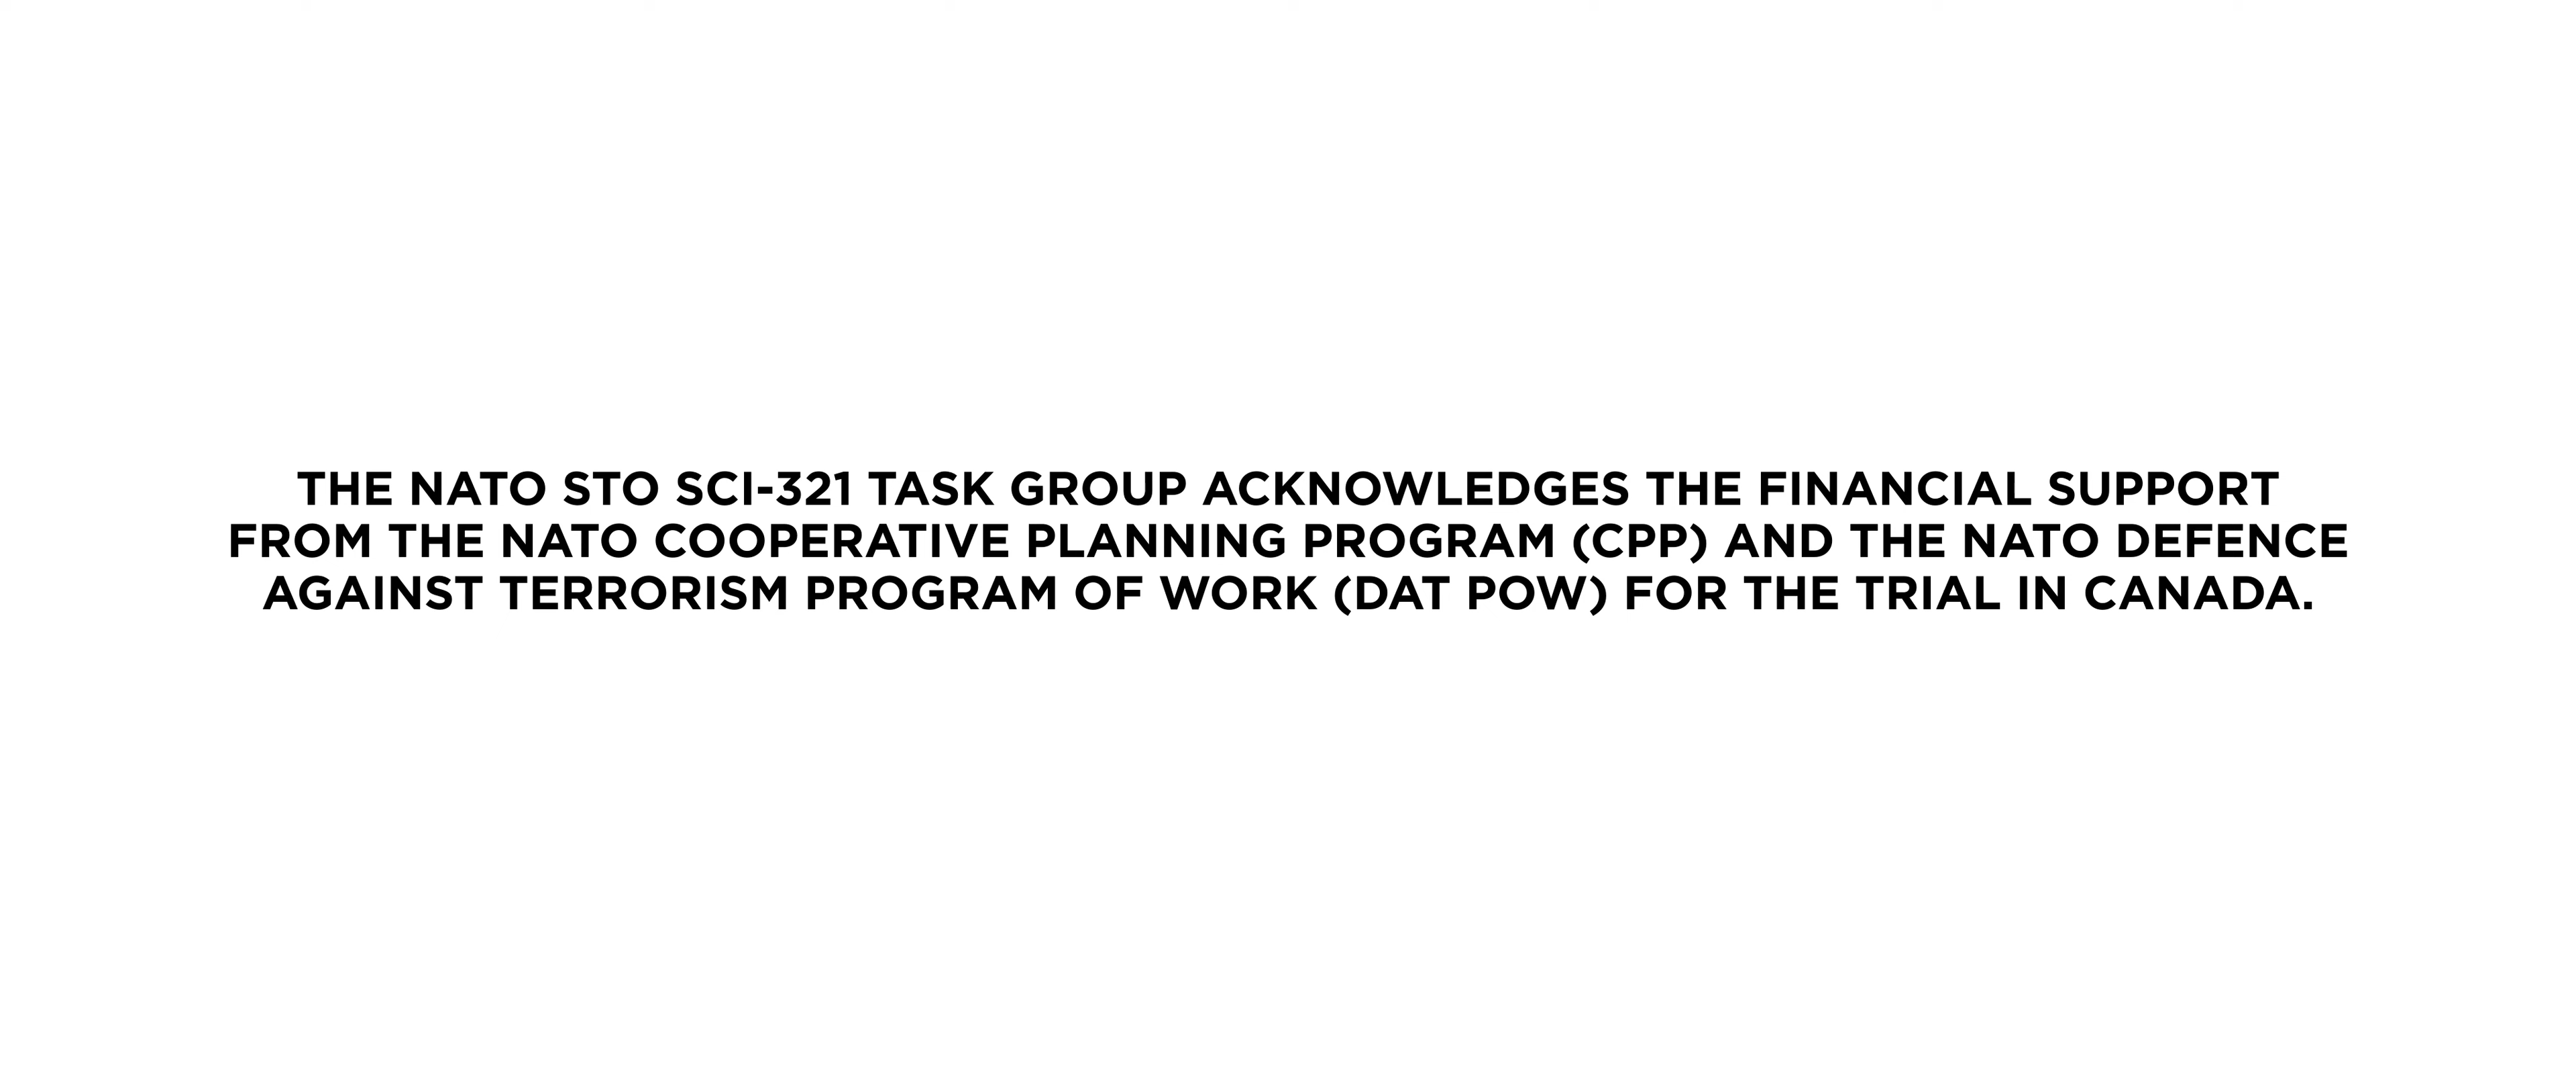 THE NATO STO SCI-321 TASK GROUP ACKNOWLEDGES THE FINANCIAL SUPPORT
FROM THE NATO COOPERATIVE PLANNING PROGRAM (CPP) AND THE NATO DEFENCE
AGAINST TERRORISM PROGRAM OF WORK (DAT POW) FOR THE TRIAL IN CANADA.